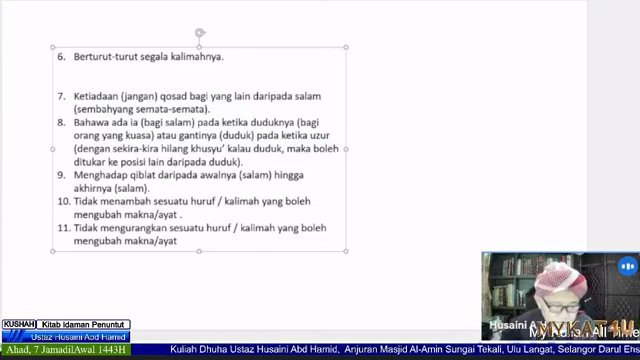 6. Berturut-turut segala kalimahnya.
7. Ketiadaan (jangan) qosad bagi yang lain daripada salam
(sembahyang semata-semata).
8. Bahawa ada ia (bagi salam) pada ketika duduknya (bagi
orang yang kuasa) atau gantinya (duduk) pada ketika uzur
(dengan sekira-kira hilang khusyu' kalau duduk, maka boleh
ditukar ke posisi lain daripada duduk).
9. Menghadap qiblat daripada awalnya (salam) hingga
akhirnya (salam).
10. Tidak menambah sesuatu huruf / kalimah yang boleh
mengubah makna/ayat .
11. Tidak mengurangkan sesuatu huruf / kalimah yang boleh
mengubah makna/ayat
Husaini A
MYKAT4U
All Time
KUSHAH Kitab Idaman Penuntut
Ustaz Husaini Abd Hamid
Ahad, 7 JamadilAwal 1443H
Kuliah Dhuha Ustaz Husaini Abd Hamid, Anjuran Masjid Al-Amin Sungai Tekali, Ulu Langat, Selangor Darul Ehs